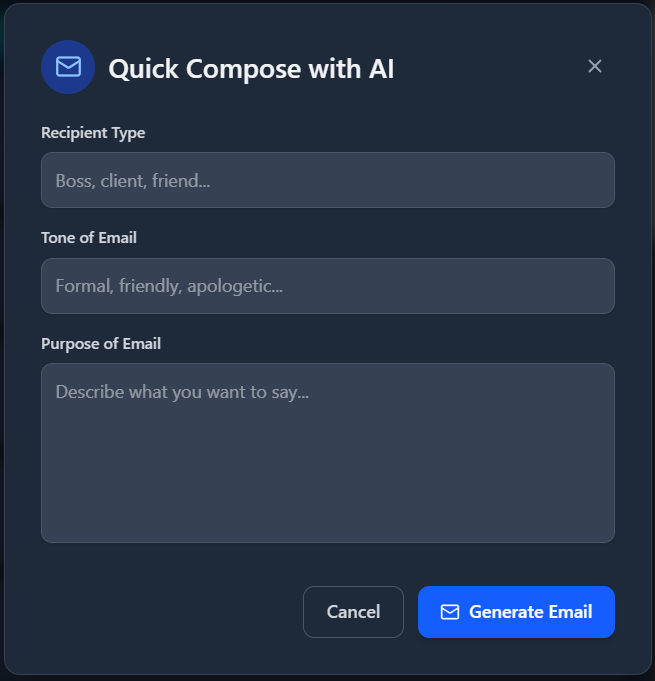 Quick Compose with AI
Recipient Type
Boss, client, friend...
Tone of Email
Formal, friendly, apologetic...
Purpose of Email
Describe what you want to say...
Cancel
Generate Email